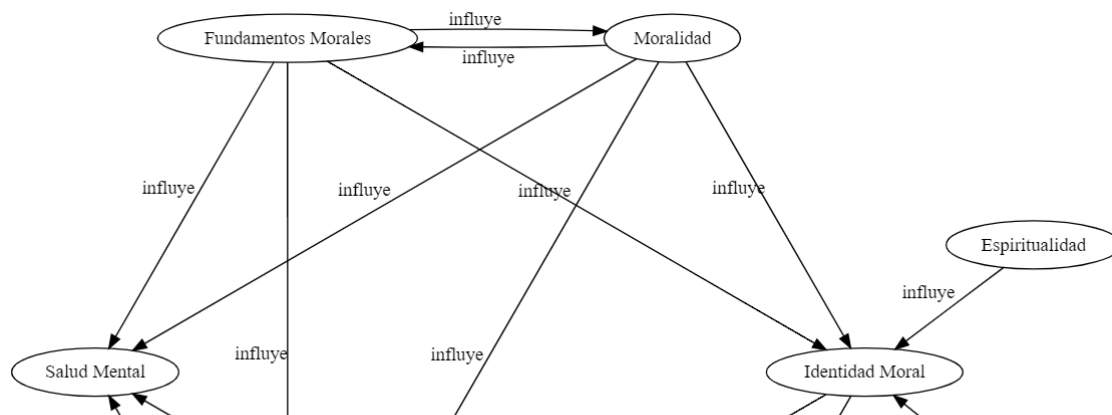 influye
Fundamentos Morales
Moralidad
influye
influye
influye
influye
influye
Espiritualidad
influye
influye
influye
Salud Mental
Identidad Moral